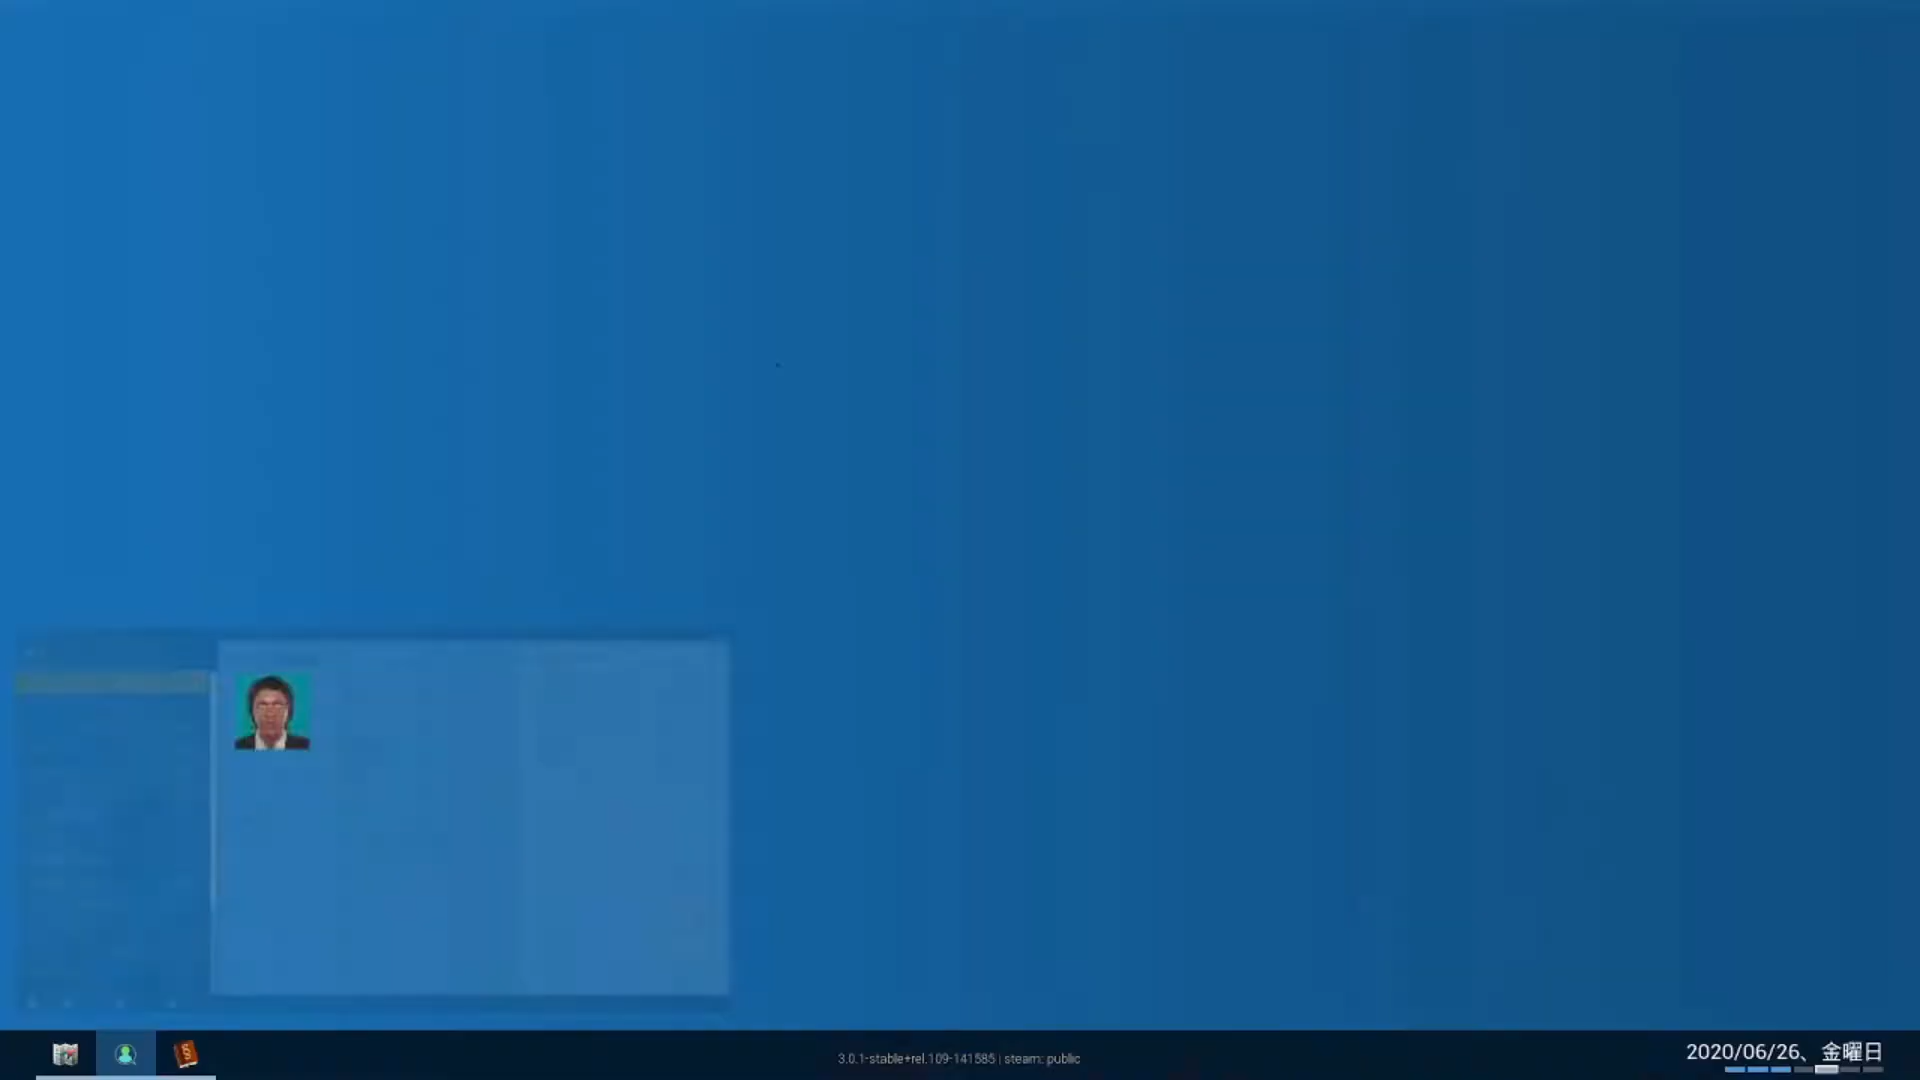 3.0.1-stable+rel.109-141585 | steam: public
2020/06/26、金曜日